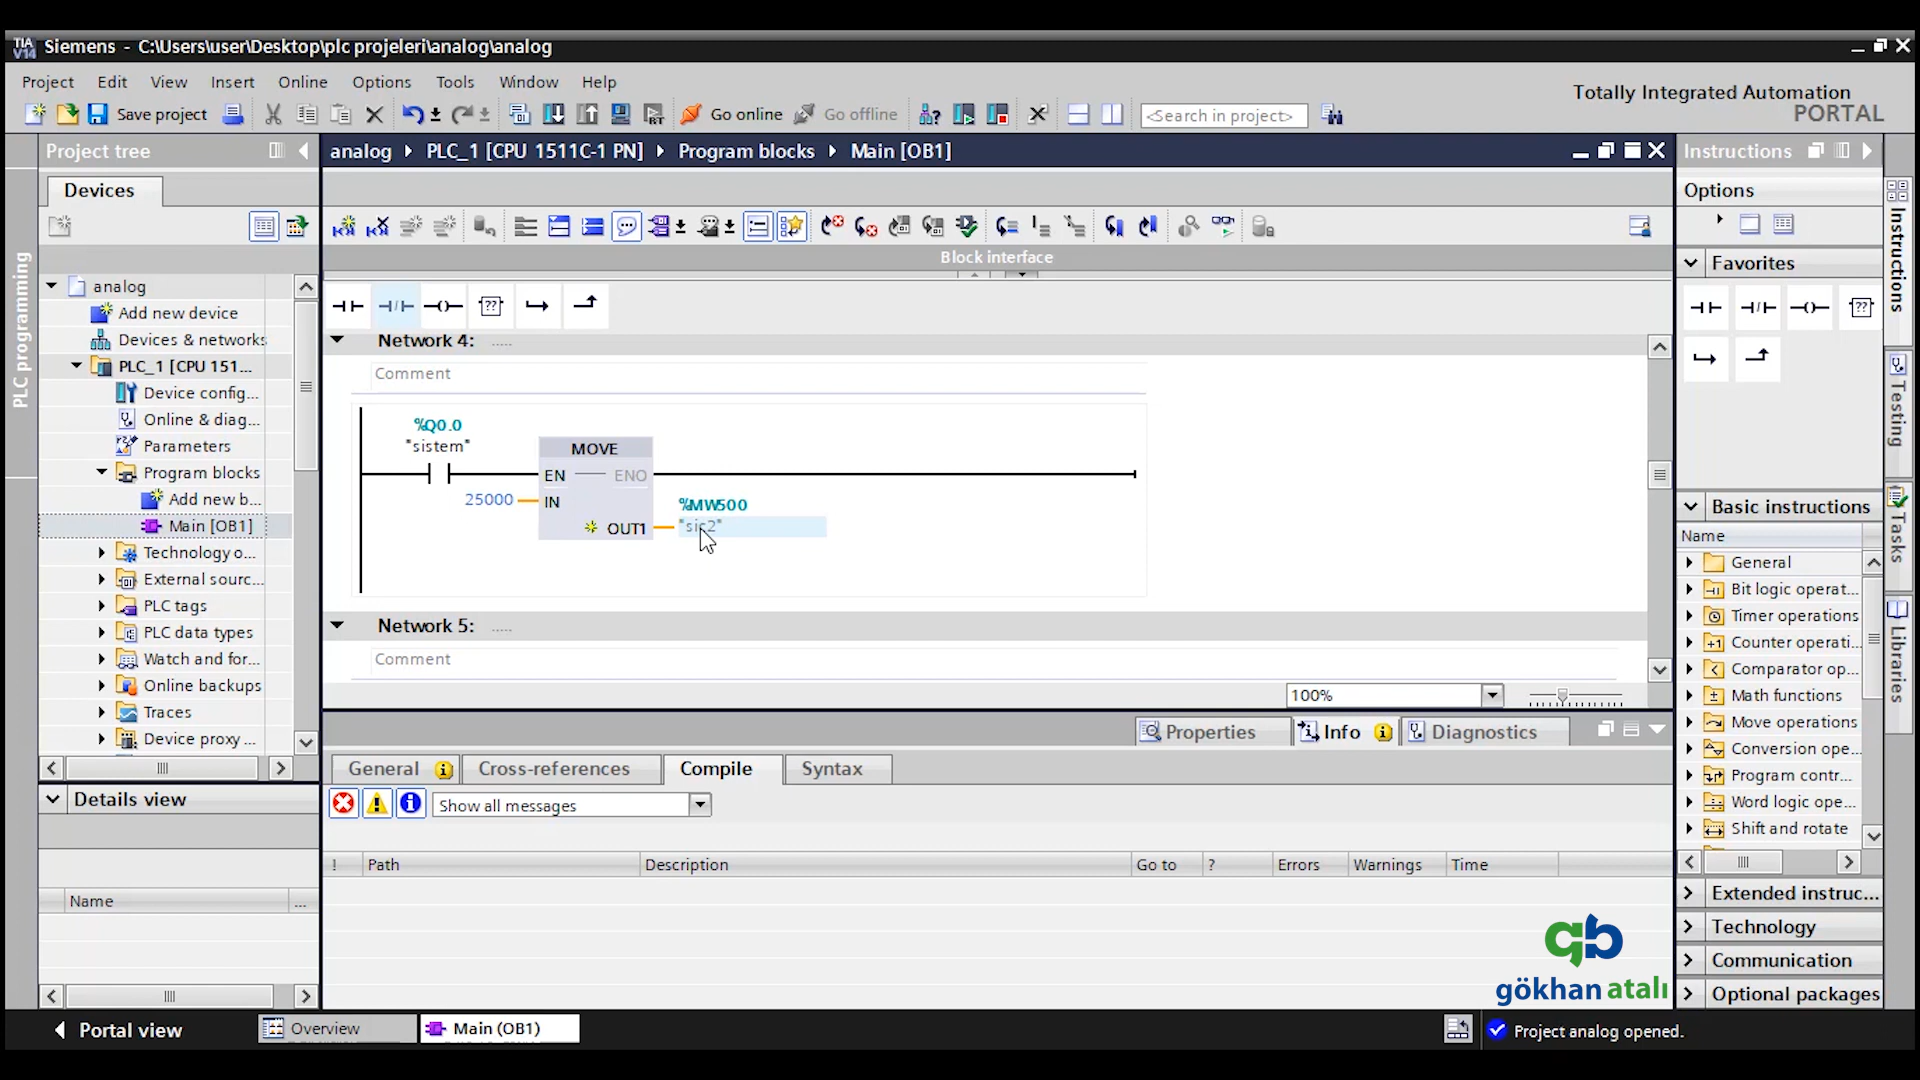 TIA V14 Siemens - C:\Users\user\Desktop\plc projeleri\analog\analog
Project Edit View Insert Online Options Tools Window Help
Totally Integrated Automation
PORTAL
Save project Go online Go offline <Search in project>
Project tree
analog PLC_1 [CPU 1511C-1 PN] Program blocks Main [OB1]
Instructions
Devices
Options
Block interface
Favorites
analog
Add new device
Devices & networks
PLC_1 [CPU 151...
Device config...
Online & diag...
Parameters
Program blocks
Add new b...
Main [OB1]
Technology o...
External sourc...
PLC tags
PLC data types
Watch and for...
Online backups
Traces
Device proxy ...
PLC programming
Network 4: .....
Comment
%Q0.0
"sistem"
MOVE
EN ENO
25000 IN
%MW500
OUT1
Network 5: .....
Comment
100%
Basic instructions
Name
General
Bit logic operat...
Timer operations
Counter operati...
Comparator op...
Math functions
Move operations
Conversion ope...
Program contr...
Word logic ope...
Shift and rotate
Extended instruc...
Technology
Communication
Optional packages
Instructions
Testing
Tasks
Libraries
Properties Info Diagnostics
General Cross-references Compile Syntax
Show all messages
! Path Description Go to ? Errors Warnings Time
Details view
Name ...
gb
gökhan atalı
Portal view Overview Main (OB1) Project analog opened.